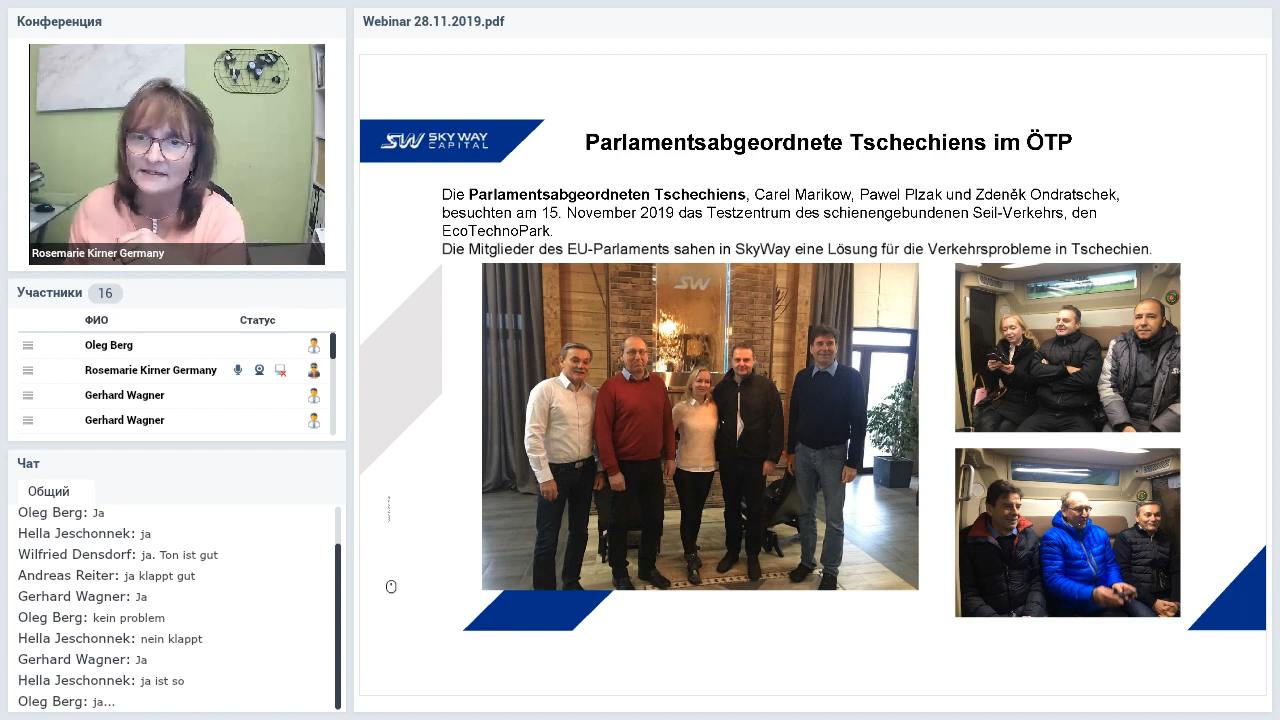 Конференция
Rosemarie Kirner Germany
Участники 16
ФИО Статус
Oleg Berg
Rosemarie Kirner Germany
Gerhard Wagner
Gerhard Wagner
Чат
Общий
Oleg Berg: Ja
Hella Jeschonnek: ja
Wilfried Densdorf: ja. Ton ist gut
Andreas Reiter: ja klappt gut
Gerhard Wagner: Ja
Oleg Berg: kein problem
Hella Jeschonnek: nein klappt
Gerhard Wagner: Ja
Hella Jeschonnek: ja ist so
Oleg Berg: ja...
Webinar 28.11.2019.pdf
SW SKY WAY
CAPITAL
Parlamentsabgeordnete Tschechiens im ÖTP
Die Parlamentsabgeordneten Tschechiens, Carel Marikow, Pawel Plzak und Zdeněk Ondratschek,
besuchten am 15. November 2019 das Testzentrum des schienengebundenen Seil-Verkehrs, den
EcoTechnoPark.
Die Mitglieder des EU-Parlaments sahen in SkyWay eine Lösung für die Verkehrsprobleme in Tschechien.
SW